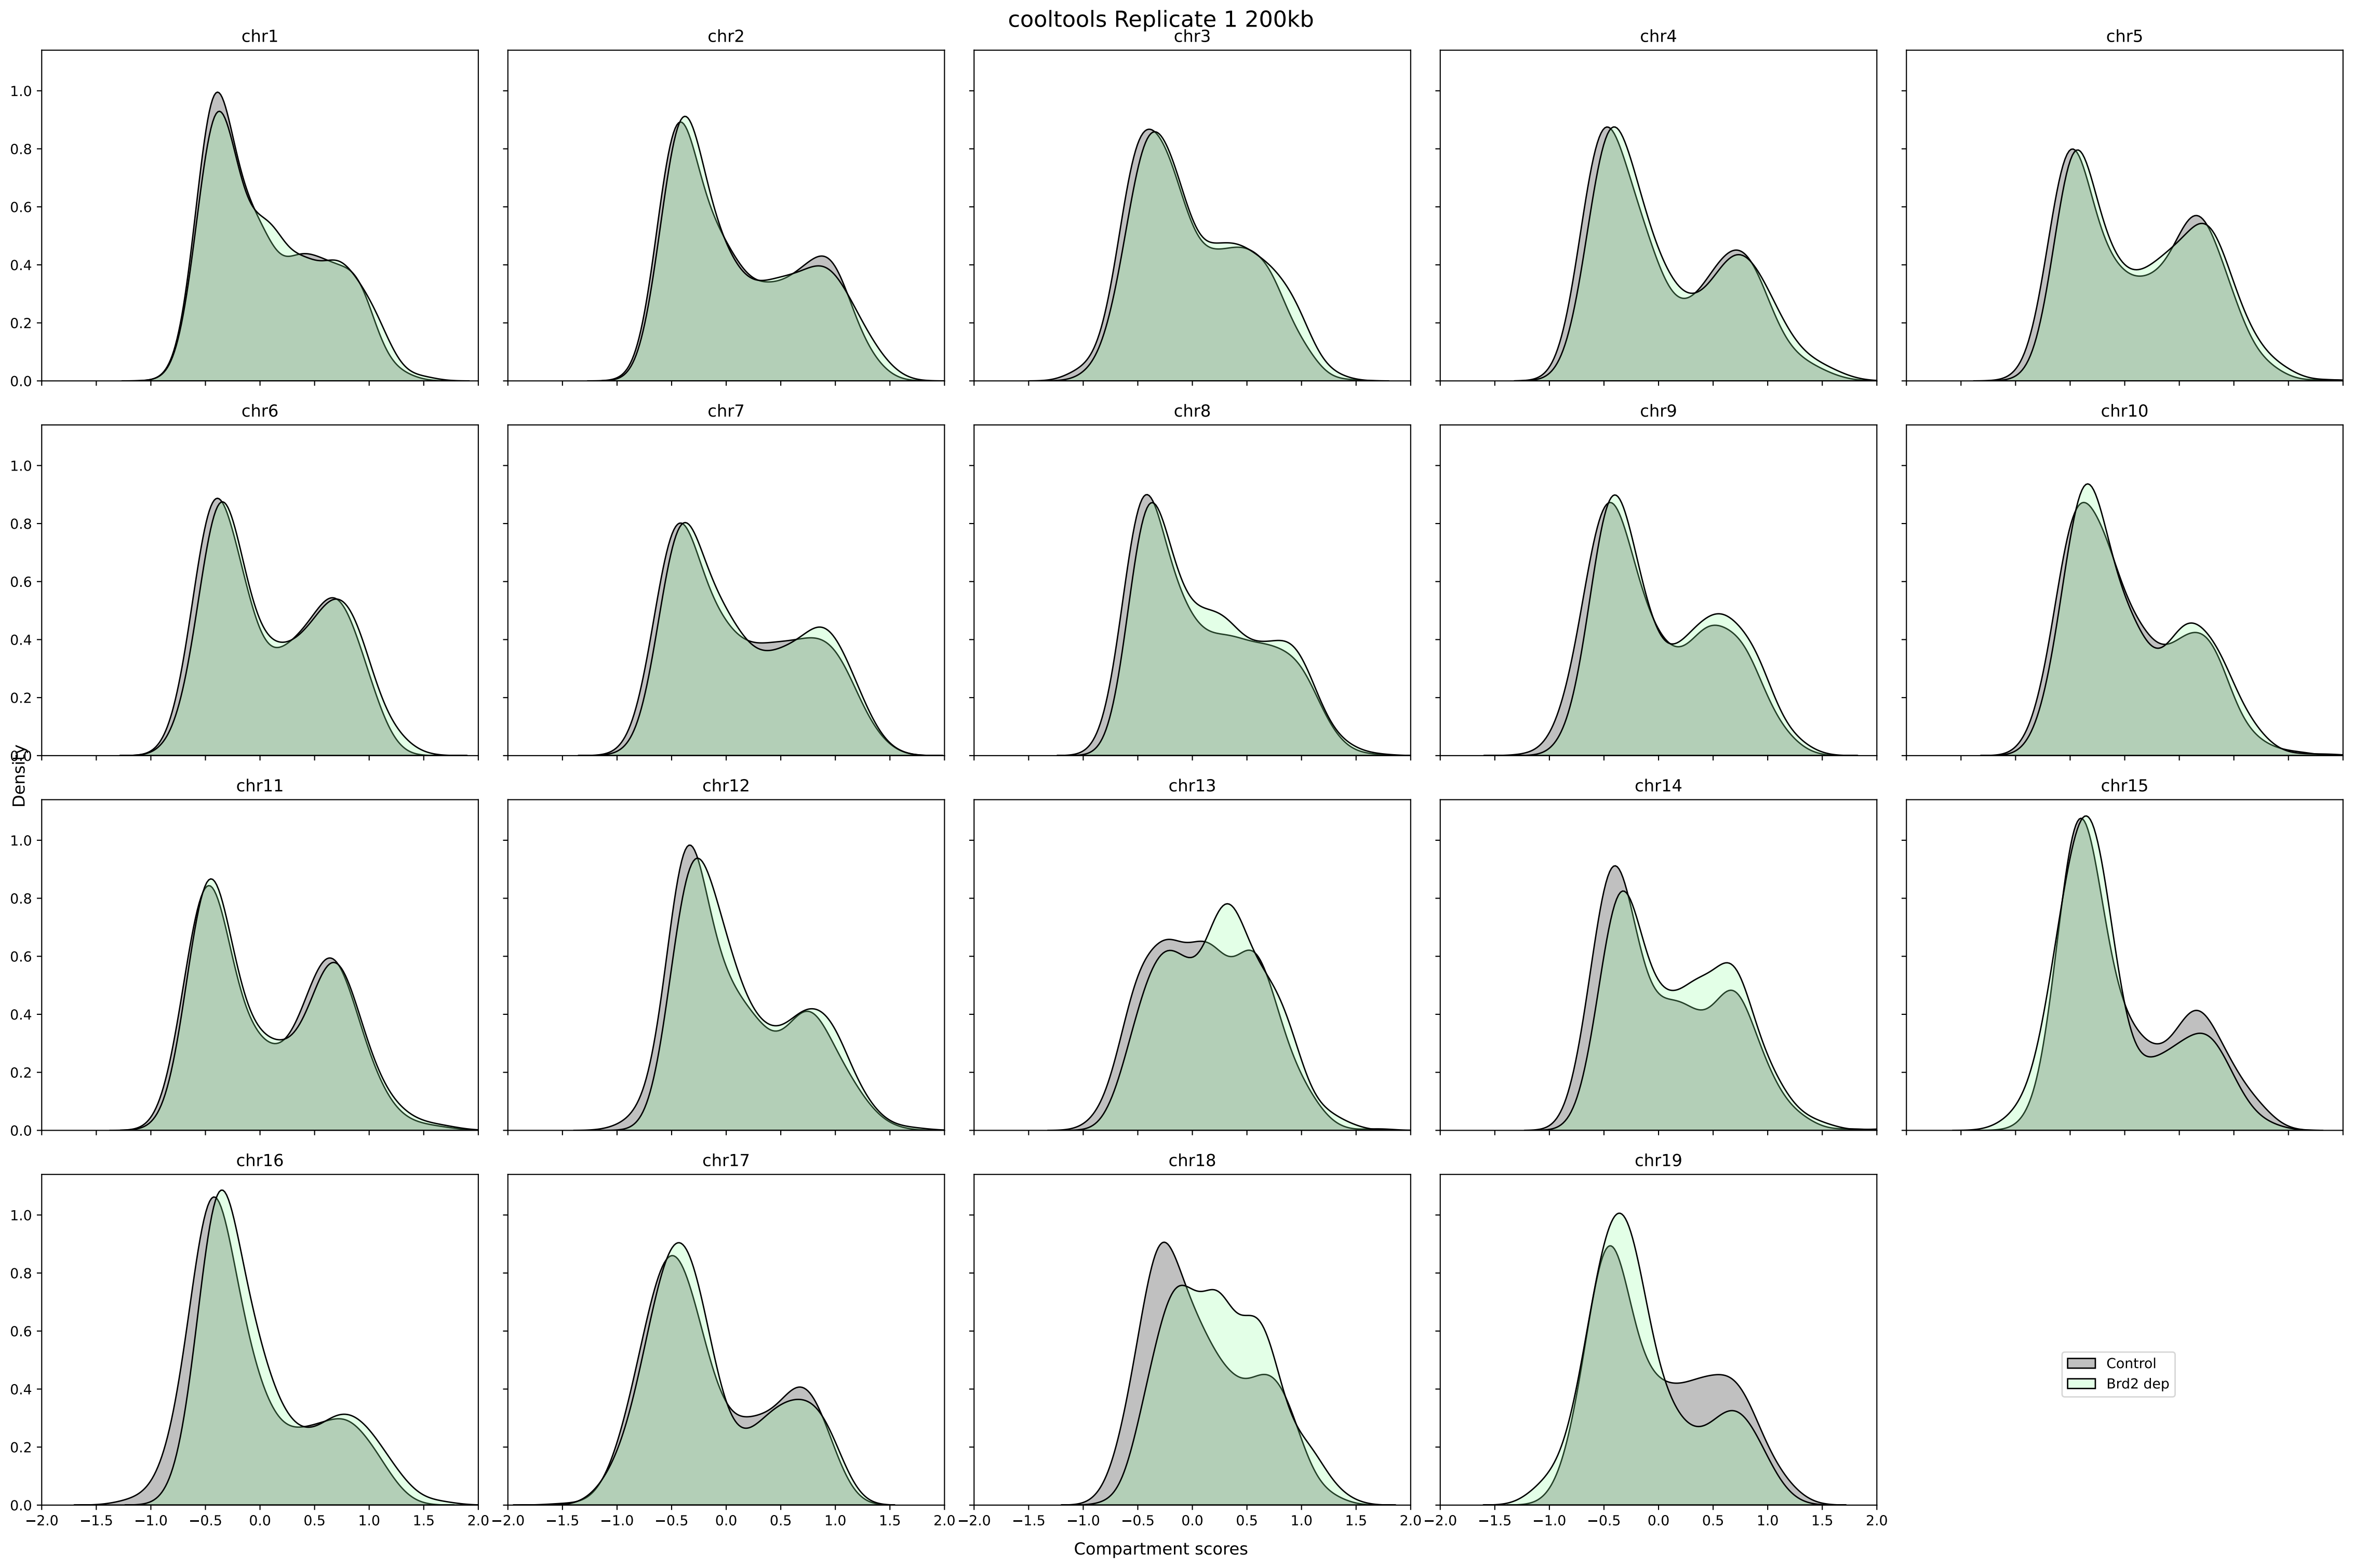 cooltools Replicate 1 200kb
chr1 chr2 chr3 chr4 chr5
1.0
0.8
0.6
0.4
0.2
0.0
chr6 chr7 chr8 chr9 chr10
1.0
0.8
0.6
0.4
0.2
0.0
Density
chr11 chr12 chr13 chr14 chr15
1.0
0.8
0.6
0.4
0.2
0.0
chr16 chr17 chr18 chr19
1.0
0.8
0.6
0.4
0.2
0.0
Control
Brd2 dep
−2.0 −1.5 −1.0 −0.5 0.0 0.5 1.0 1.5 2.0 −2.0 −1.5 −1.0 −0.5 0.0 0.5 1.0 1.5 2.0 −2.0 −1.5 −1.0 −0.5 0.0 0.5 1.0 1.5 2.0 −2.0 −1.5 −1.0 −0.5 0.0 0.5 1.0 1.5 2.0
Compartment scores